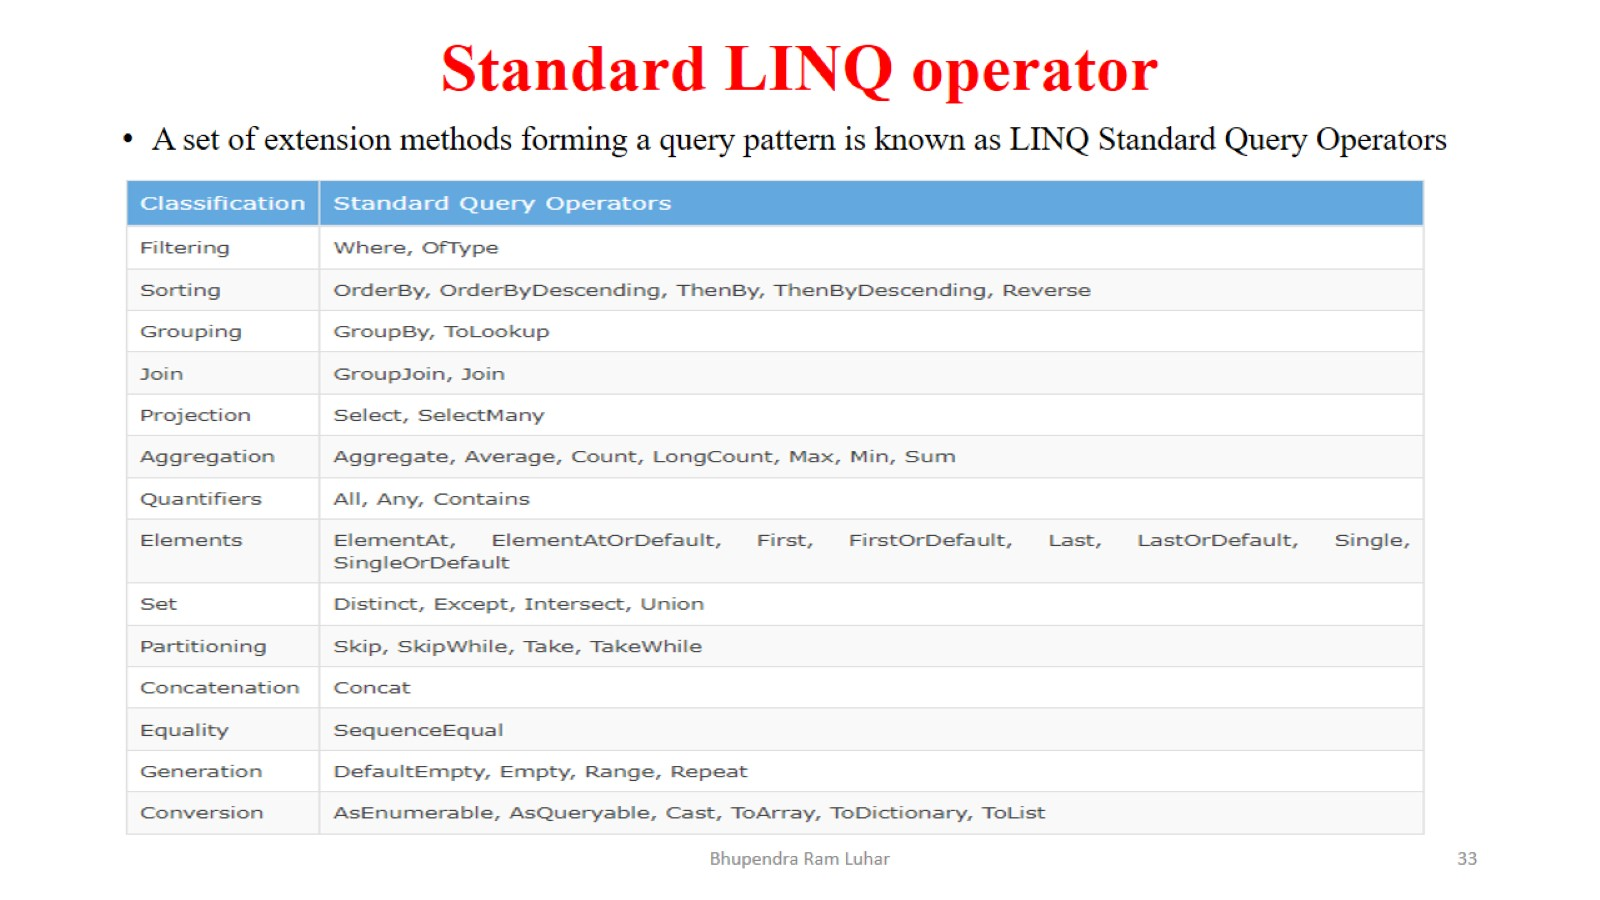 Standard LINQ operator
• A set of extension methods forming a query pattern is known as LINQ Standard Query Operators
Classification Standard Query Operators
Filtering Where, OfType
Sorting OrderBy, OrderByDescending, ThenBy, ThenByDescending, Reverse
Grouping GroupBy, ToLookup
Join GroupJoin, Join
Projection Select, SelectMany
Aggregation Aggregate, Average, Count, LongCount, Max, Min, Sum
Quantifiers All, Any, Contains
Elements ElementAt, ElementAtOrDefault, First, FirstOrDefault, Last, LastOrDefault, Single,
SingleOrDefault
Set Distinct, Except, Intersect, Union
Partitioning Skip, SkipWhile, Take, TakeWhile
Concatenation Concat
Equality SequenceEqual
Generation DefaultEmpty, Empty, Range, Repeat
Conversion AsEnumerable, AsQueryable, Cast, ToArray, ToDictionary, ToList
Bhupendra Ram Luhar 33